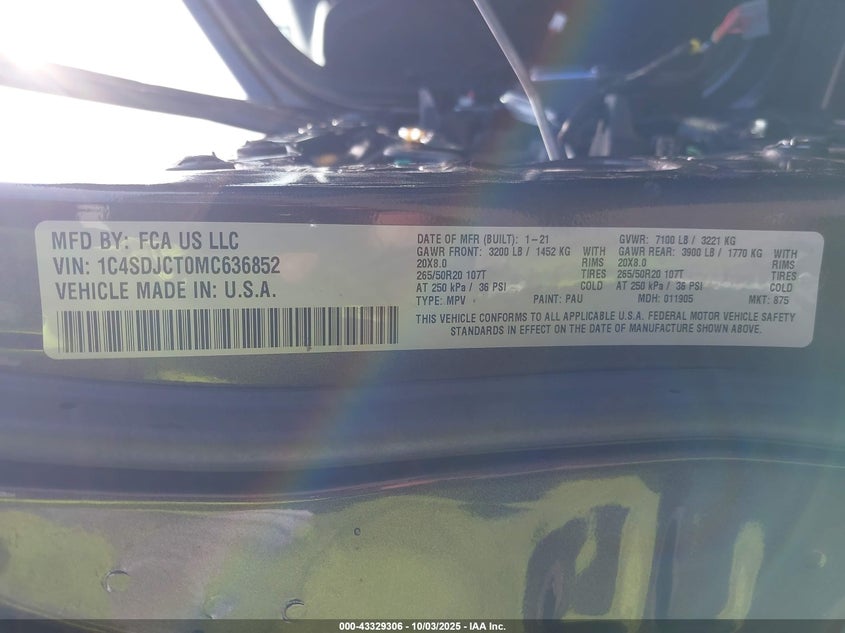 MFD BY: FCA US LLC
VIN: 1C4SDJCT0MC636852
VEHICLE MADE IN: U.S.A.
DATE OF MFR (BUILT): 1-21 GVWR: 7100 LB / 3221 KG
GAWR FRONT: 3200 LB / 1452 KG WITH GAWR REAR: 3900 LB / 1770 KG WITH
20X8.0 RIMS 20X8.0 RIMS
265/50R20 107T TIRES 265/50R20 107T TIRES
AT 250 kPa / 36 PSI COLD AT 250 kPa / 36 PSI COLD
TYPE: MPV PAINT: PAU MDH: 011905 MKT: 875
THIS VEHICLE CONFORMS TO ALL APPLICABLE U.S.A. FEDERAL MOTOR VEHICLE SAFETY
STANDARDS IN EFFECT ON THE DATE OF MANUFACTURE SHOWN ABOVE.
000-43329306 - 10/03/2025 - IAA Inc.